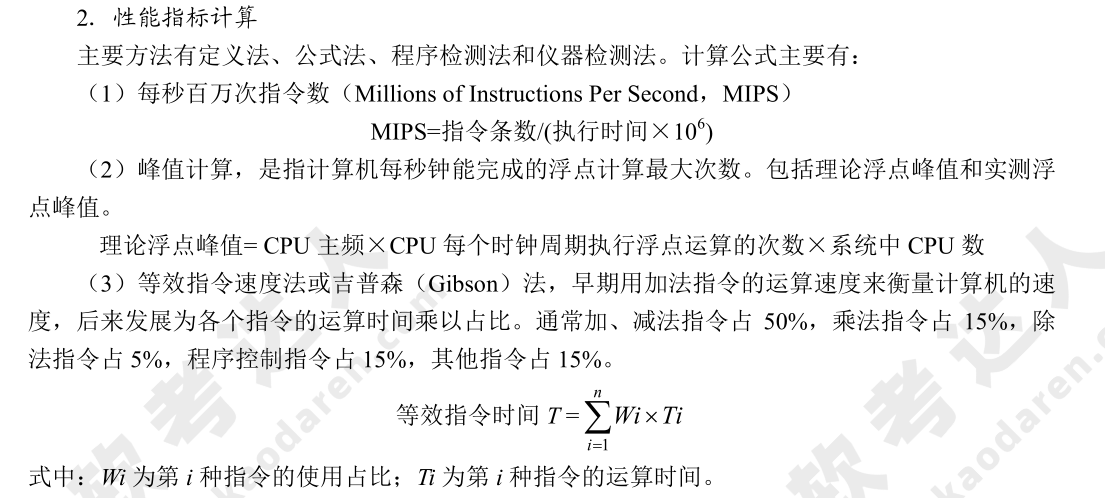 2. 性能指标计算
主要方法有定义法、公式法、程序检测法和仪器检测法。计算公式主要有：
（1）每秒百万次指令数（Millions of Instructions Per Second，MIPS）
MIPS=指令条数/(执行时间×10⁶)
（2）峰值计算，是指计算机每秒钟能完成的浮点计算最大次数。包括理论浮点峰值和实测浮
点峰值。
理论浮点峰值= CPU 主频×CPU 每个时钟周期执行浮点运算的次数×系统中 CPU 数
（3）等效指令速度法或吉普森（Gibson）法，早期用加法指令的运算速度来衡量计算机的速
度，后来发展为各个指令的运算时间乘以占比。通常加、减法指令占 50%，乘法指令占 15%，除
法指令占 5%，程序控制指令占 15%，其他指令占 15%。
等效指令时间 T = ∑ⁿᵢ₌₁ Wi × Ti
式中：Wi 为第 i 种指令的使用占比；Ti 为第 i 种指令的运算时间。
软考达人
kaodaren.com
软考达人
kaodaren.c